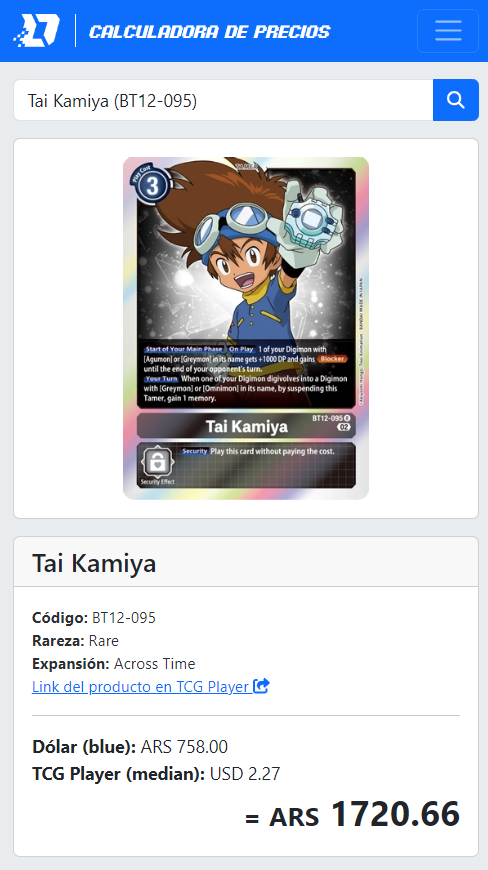 CALCULADORA DE PRECIOS
Tai Kamiya (BT12-095)
Play Cost
3
TAMER
Start of Your Main Phase On Play 1 of your Digimon with
[Agumon] or [Greymon] in its name gets +1000 DP and gains Blocker
until the end of your opponent's turn.
Your Turn When one of your Digimon digivolves into a Digimon
with [Greymon] or [Omnimon] in its name, by suspending this
Tamer, gain 1 memory.
BT12-095 R
Tai Kamiya
02
Security Play this card without paying the cost.
Security Effect
Tai Kamiya
Código: BT12-095
Rareza: Rare
Expansión: Across Time
Link del producto en TCG Player
Dólar (blue): ARS 758.00
TCG Player (median): USD 2.27
= ARS 1720.66